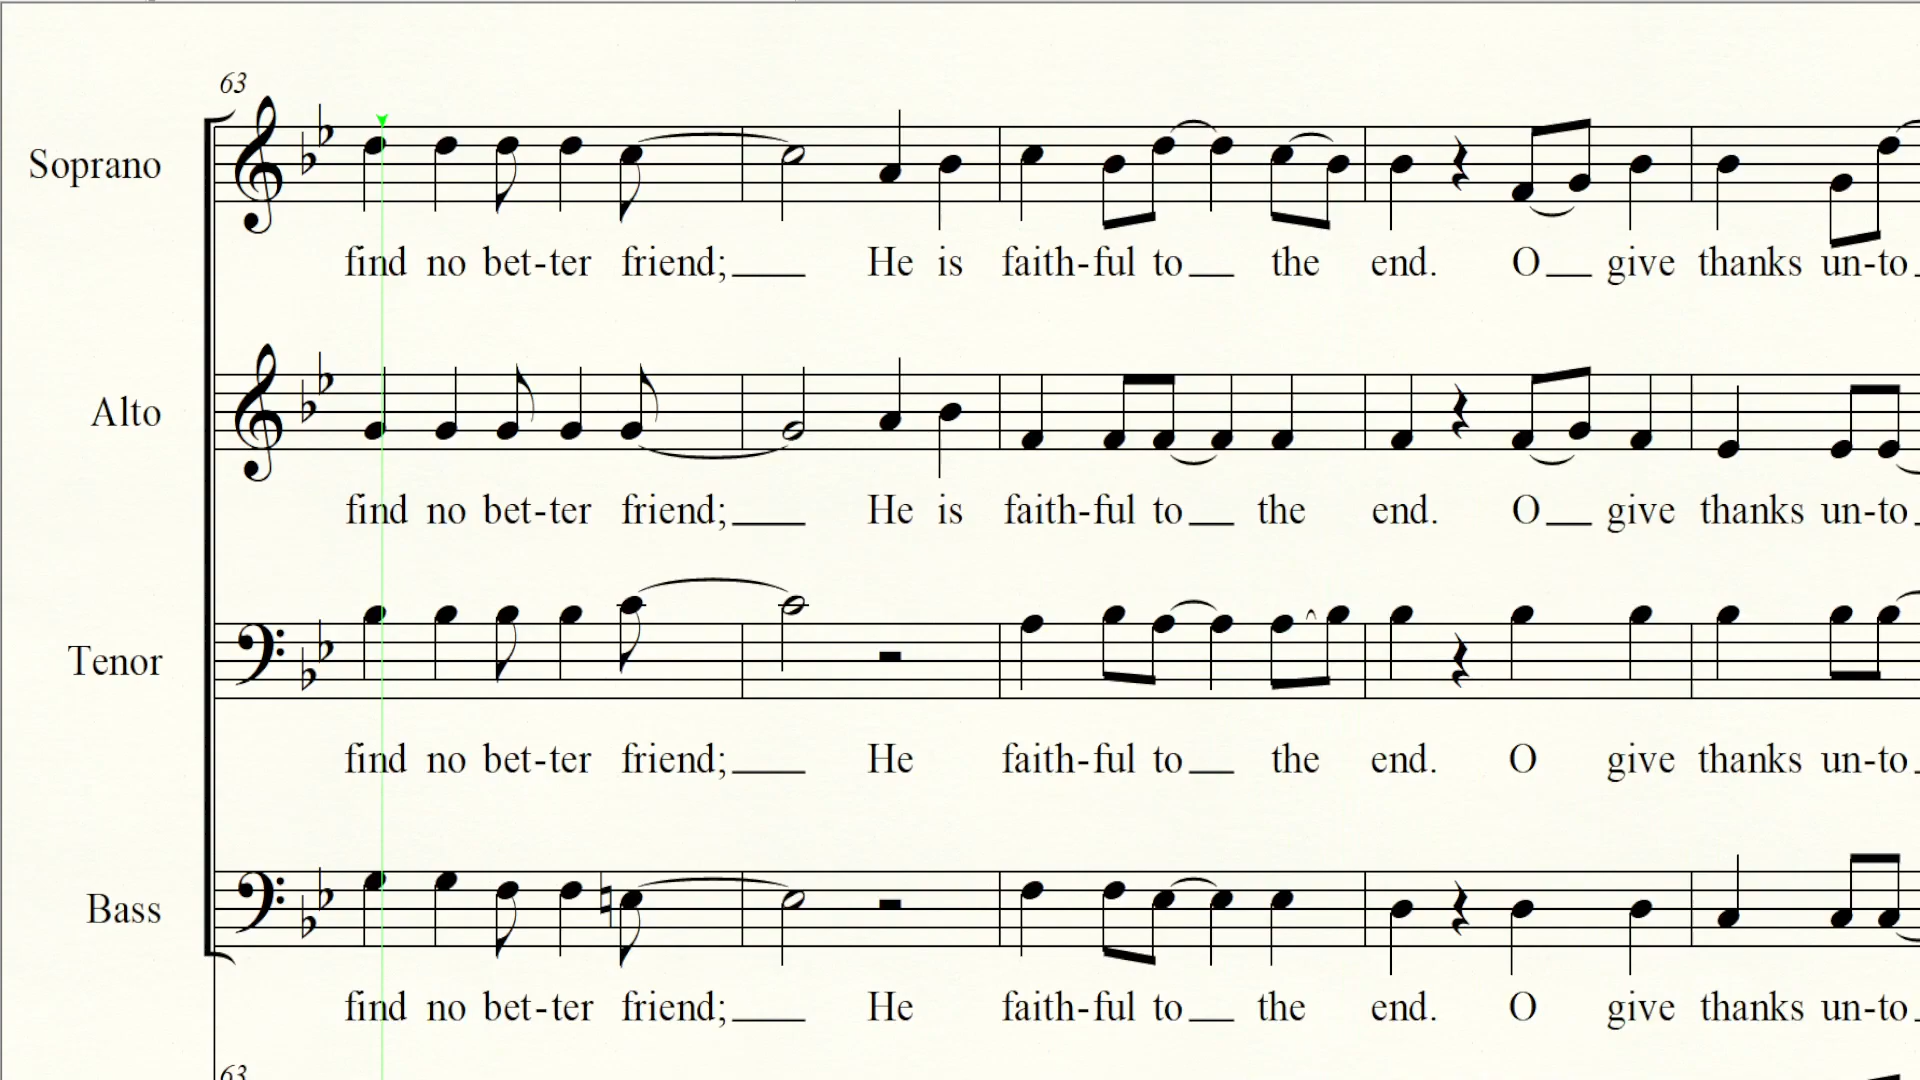 63
Soprano
find no bet-ter friend; He is faith-ful to the end. O give thanks un-to
Alto
find no bet-ter friend; He is faith-ful to the end. O give thanks un-to
Tenor
find no bet-ter friend; He faith-ful to the end. O give thanks un-to
Bass
find no bet-ter friend; He faith-ful to the end. O give thanks un-to
63